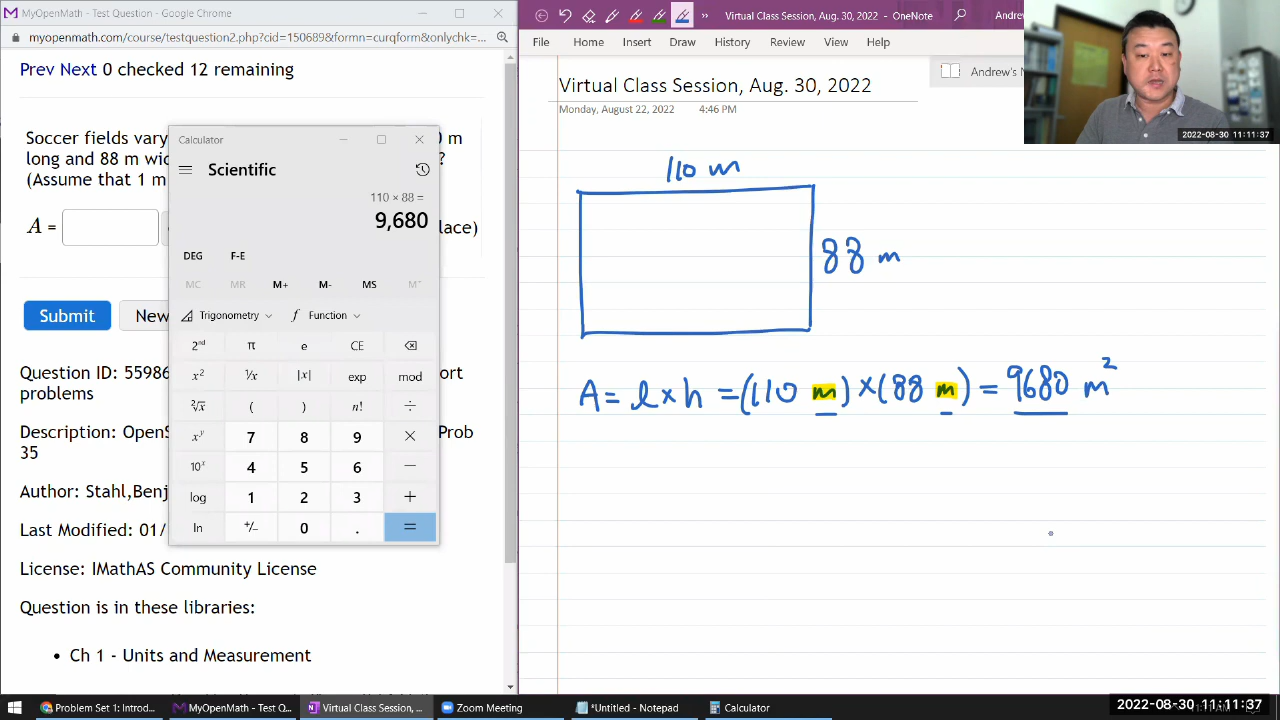 MyOpenMath - Test Question - Google Chrome
myopenmath.com/course/testquestion2.php?cid=150689&formn=curqform&onlychk=...
Prev Next 0 checked 12 remaining
Soccer fields vary
0 m
long and 88 m wid
?
(Assume that 1 m
A =
lace)
Submit
New
Question ID: 55986
ort
problems
Description: OpenS
Prob
35
Author: Stahl,Benj
Last Modified: 01/
License: IMathAS Community License
Question is in these libraries:
• Ch 1 - Units and Measurement
Calculator
Scientific
110 × 88 =
9,680
DEG F-E
MC MR M+ M- MS M˅
Trigonometry Function
2ⁿᵈ π e CE
x² ¹/x |x| exp mod
²√x ( ) n! ÷
xʸ 7 8 9 ×
10ˣ 4 5 6 −
log 1 2 3 +
ln +/− 0 . =
Virtual Class Session, Aug. 30, 2022 - OneNote
Andrew
File Home Insert Draw History Review View Help
Virtual Class Session, Aug. 30, 2022
Monday, August 22, 2022 4:46 PM
Andrew's N
2022-08-30 11:11:37
110 m
88 m
A = l × h = (110 m) × (88 m) = 9680 m²
Problem Set 1: Introd...
MyOpenMath - Test Q...
Virtual Class Session,...
Zoom Meeting
*Untitled - Notepad
Calculator
2022-08-30 11:11:37